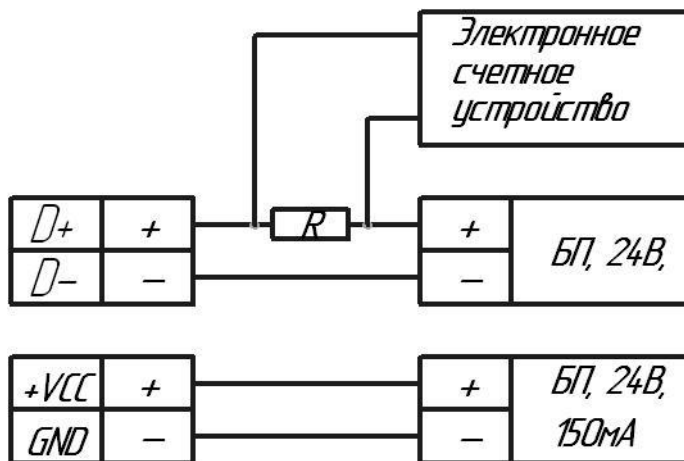 Электронное
счетное
устройство
D+ + R + БП, 24В,
D- - -
+VCC + + БП, 24В,
GND - - 150мА